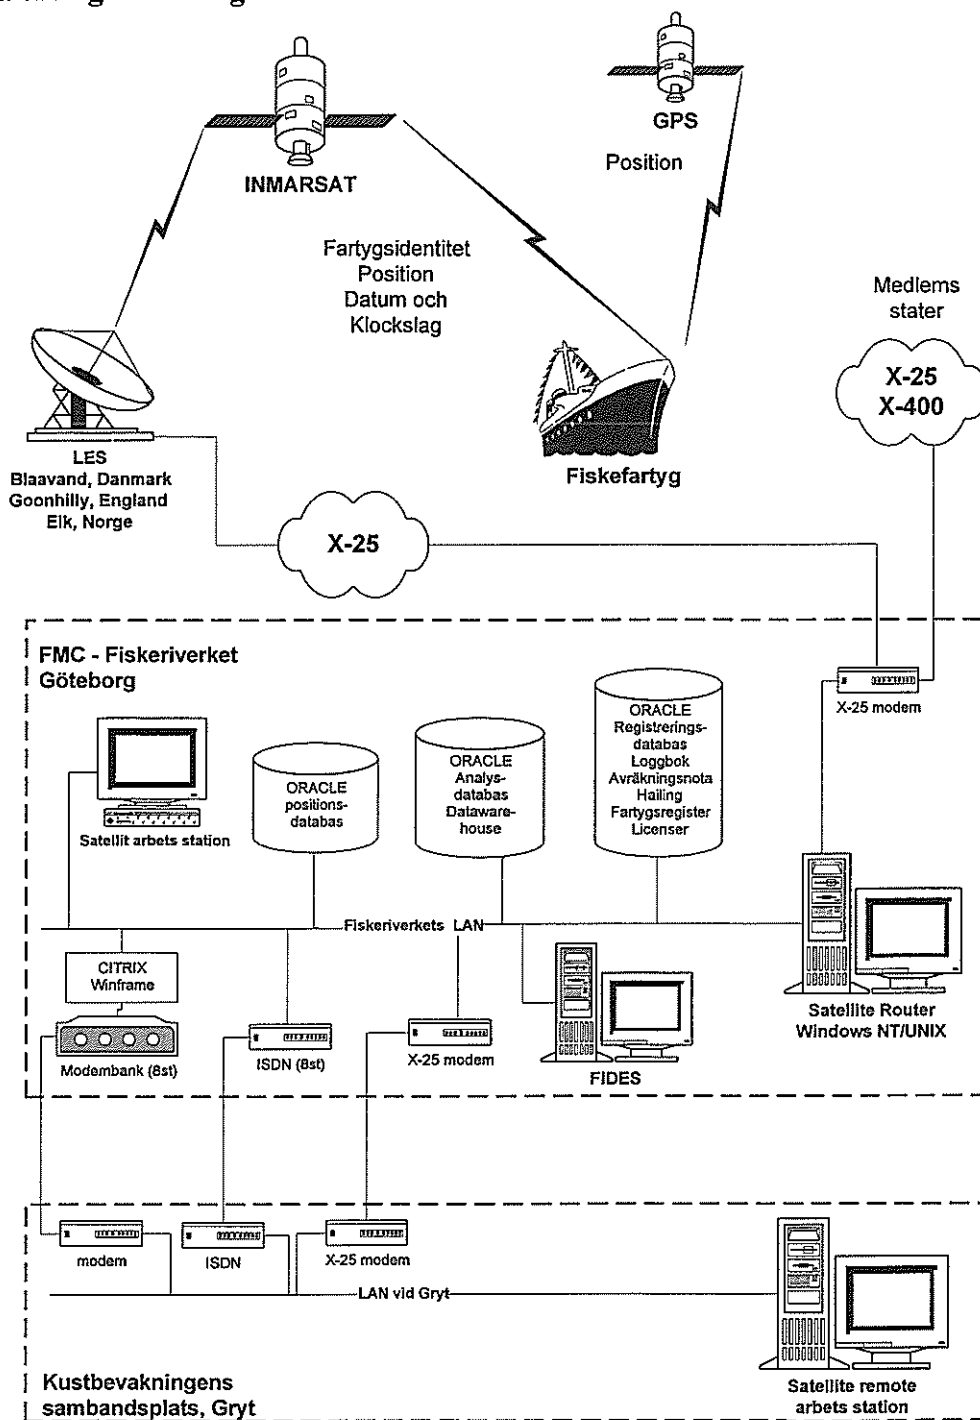 GPS
Position
INMARSAT
Fartygsidentitet
Position
Datum och
Klockslag
Medlems
stater
X-25
X-400
LES
Blaavand, Danmark
Goonhilly, England
Eik, Norge
Fiskefartyg
X-25
FMC - Fiskeriverket
Göteborg
X-25 modem
ORACLE
Registrerings-
databas
Loggbok
Avräkningsnota
Hailing
Fartygsregister
Licenser
ORACLE
Analys-
databas
Dataware-
house
ORACLE
positions-
databas
Satellit arbets station
Fiskeriverkets LAN
CITRIX
Winframe
Modembank (8st)
ISDN (8st)
X-25 modem
FIDES
Satellite Router
Windows NT/UNIX
modem
ISDN
X-25 modem
LAN vid Gryt
Kustbevakningens
sambandsplats, Gryt
Satellite remote
arbets station